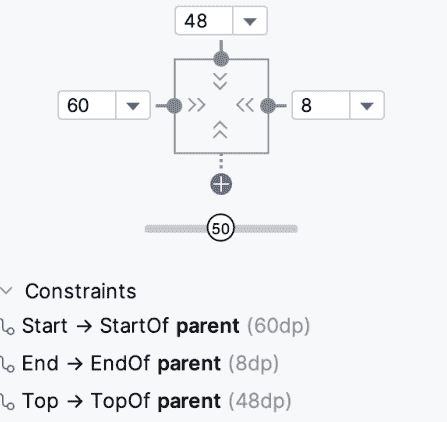 48
60
8
50
Constraints
Start → StartOf parent (60dp)
End → EndOf parent (8dp)
Top → TopOf parent (48dp)